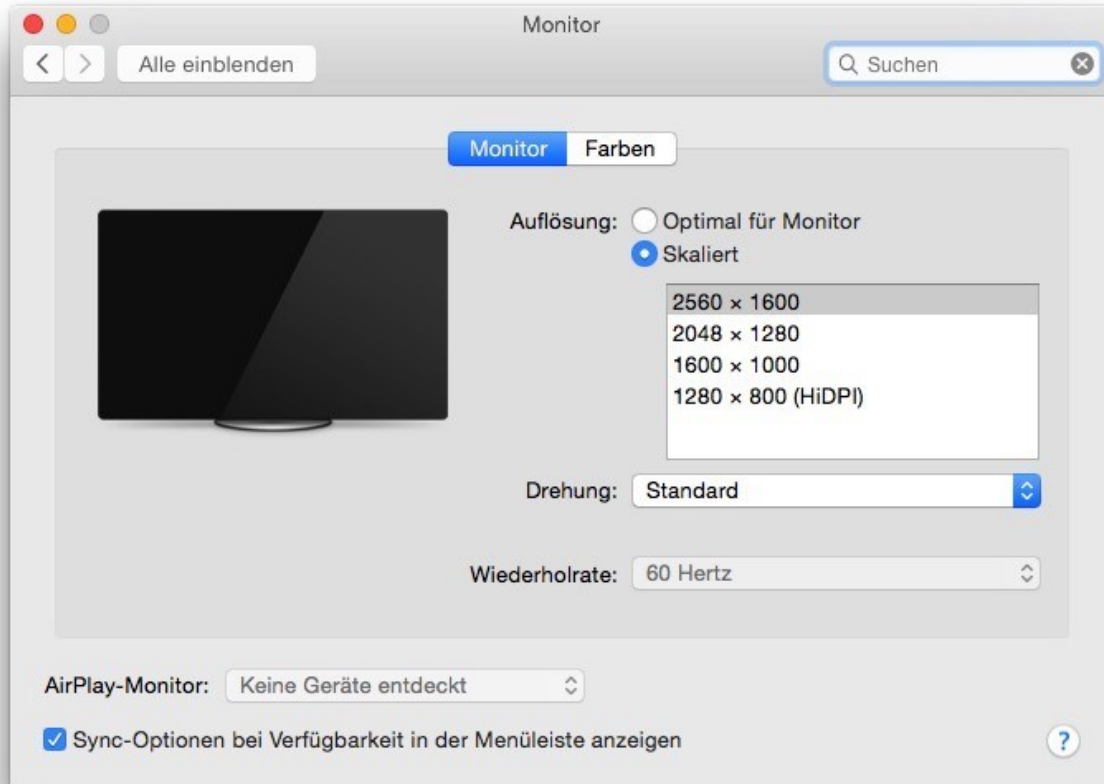 Monitor
Alle einblenden
Suchen
Monitor Farben
Auflösung: Optimal für Monitor
Skaliert
2560 × 1600
2048 × 1280
1600 × 1000
1280 × 800 (HiDPI)
Drehung: Standard
Wiederholrate: 60 Hertz
AirPlay-Monitor: Keine Geräte entdeckt
Sync-Optionen bei Verfügbarkeit in der Menüleiste anzeigen
?